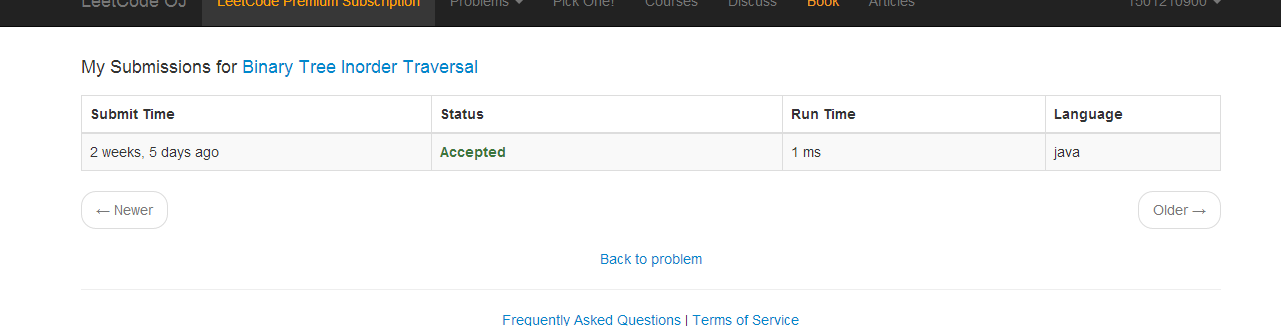 LeetCode OJ LeetCode Premium Subscription Problems Pick One! Courses Discuss Book Articles 1501210900
My Submissions for Binary Tree Inorder Traversal
Submit Time Status Run Time Language
2 weeks, 5 days ago Accepted 1 ms java
← Newer Older →
Back to problem
Frequently Asked Questions | Terms of Service